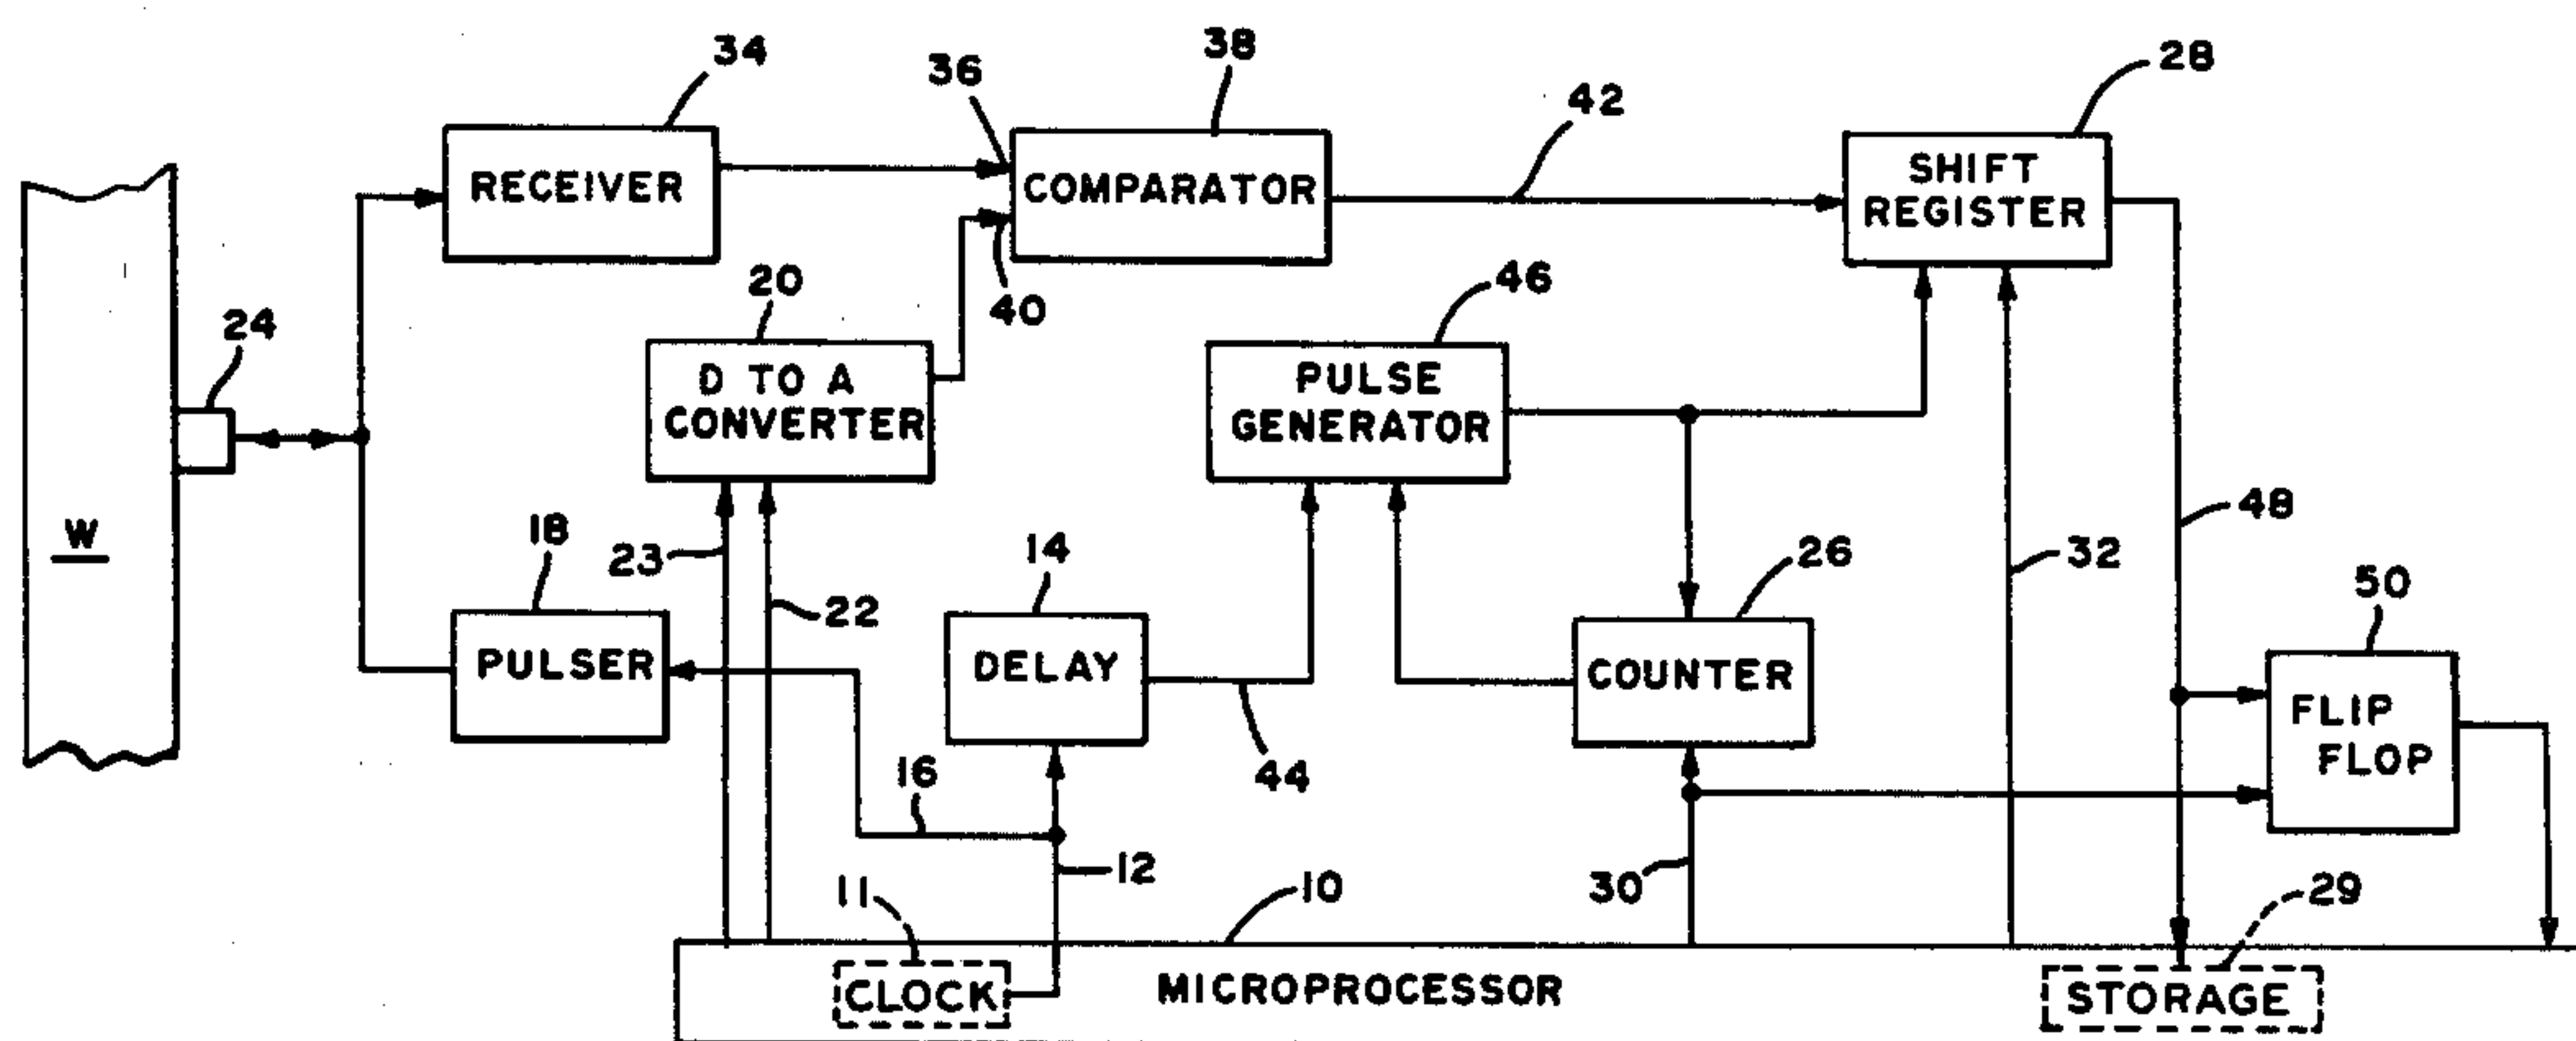 34
36
38
42
28
RECEIVER
COMPARATOR
SHIFT
REGISTER
24
20
40
46
D TO A
CONVERTER
PULSE
GENERATOR
W
18
23
22
14
26
32
48
50
PULSER
DELAY
COUNTER
FLIP
FLOP
16
44
12
11
10
30
29
CLOCK
MICROPROCESSOR
STORAGE